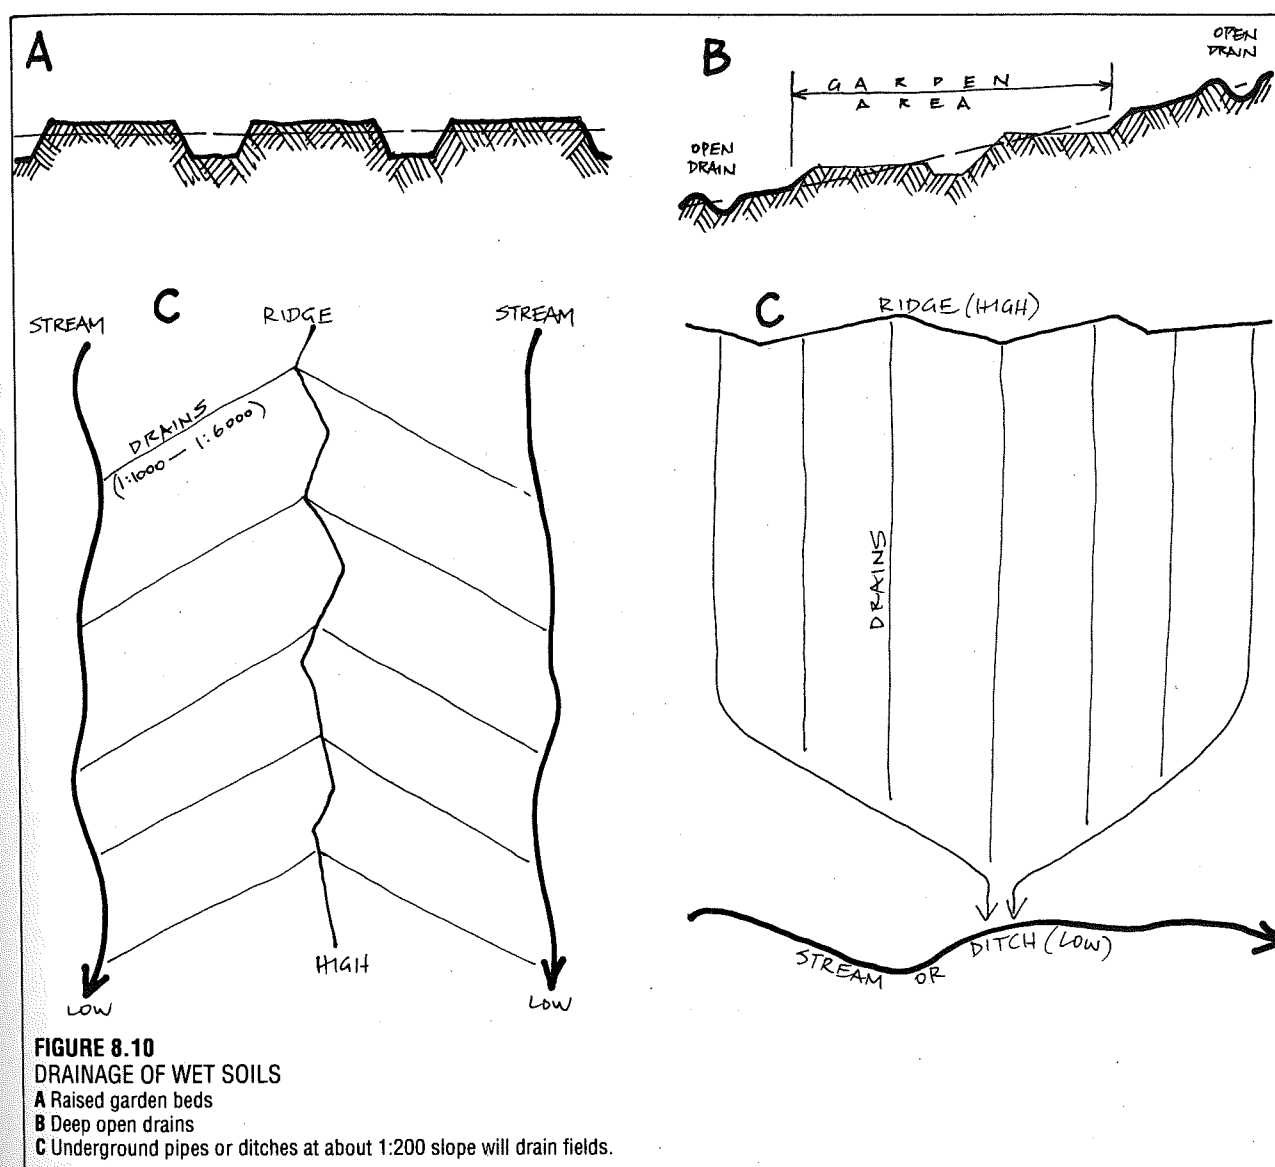 A
B
OPEN
DRAIN
GARDEN
AREA
OPEN
DRAIN
C
STREAM
RIDGE
STREAM
DRAINS
(1:1000 - 1:6000)
HIGH
LOW
LOW
C
RIDGE (HIGH)
DRAINS
STREAM OR DITCH (LOW)
FIGURE 8.10
DRAINAGE OF WET SOILS
A Raised garden beds
B Deep open drains
C Underground pipes or ditches at about 1:200 slope will drain fields.